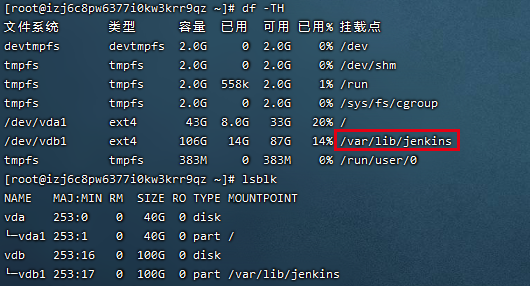 [root@izj6c8pw6377i0kw3krr9qz ~]# df -TH
文件系统 类型 容量 已用 可用 已用% 挂载点
devtmpfs devtmpfs 2.0G 0 2.0G 0% /dev
tmpfs tmpfs 2.0G 0 2.0G 0% /dev/shm
tmpfs tmpfs 2.0G 558k 2.0G 1% /run
tmpfs tmpfs 2.0G 0 2.0G 0% /sys/fs/cgroup
/dev/vda1 ext4 43G 8.0G 33G 20% /
/dev/vdb1 ext4 106G 14G 87G 14% /var/lib/jenkins
tmpfs tmpfs 383M 0 383M 0% /run/user/0
[root@izj6c8pw6377i0kw3krr9qz ~]# lsblk
NAME MAJ:MIN RM SIZE RO TYPE MOUNTPOINT
vda 253:0 0 40G 0 disk
└─vda1 253:1 0 40G 0 part /
vdb 253:16 0 100G 0 disk
└─vdb1 253:17 0 100G 0 part /var/lib/jenkins